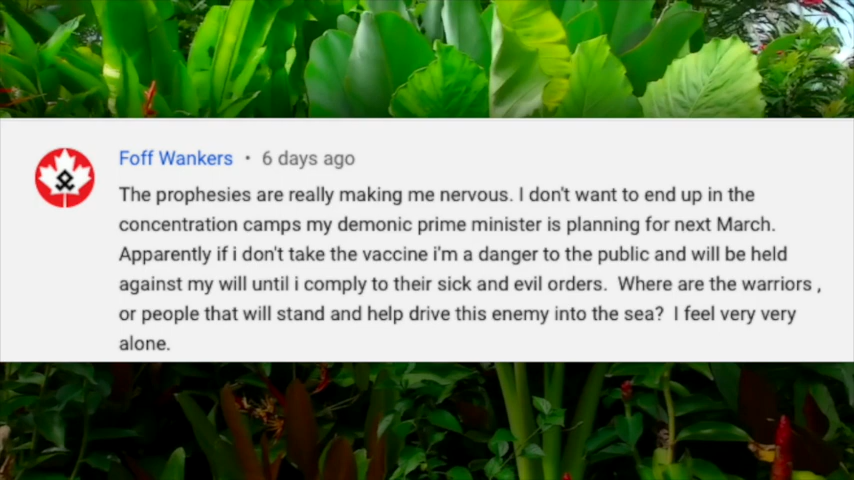 Foff Wankers • 6 days ago
The prophesies are really making me nervous. I don't want to end up in the
concentration camps my demonic prime minister is planning for next March.
Apparently if i don't take the vaccine i'm a danger to the public and will be held
against my will until i comply to their sick and evil orders.  Where are the warriors ,
or people that will stand and help drive this enemy into the sea?  I feel very very
alone.